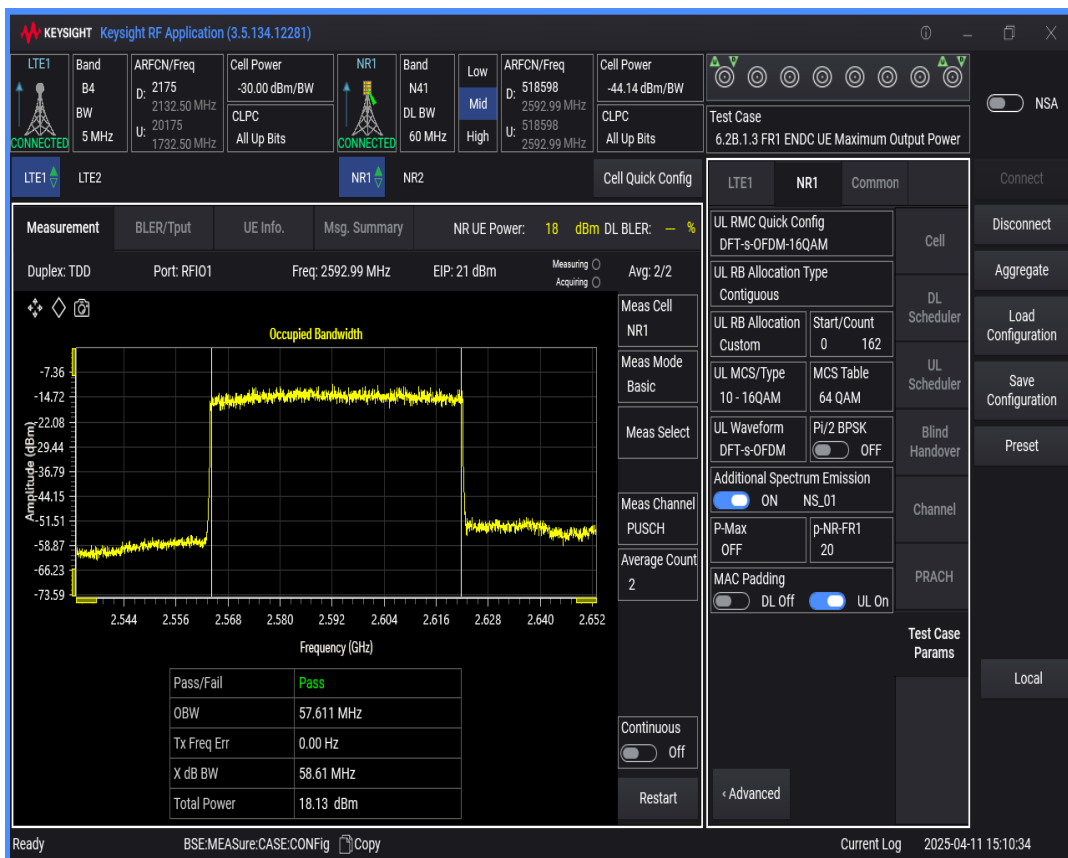 KEYSIGHT Keysight RF Application (3.5.134.12281)
LTE1
CONNECTED
Band
B4
BW
5 MHz
ARFCN/Freq
D: 2175
2132.50 MHz
U: 20175
1732.50 MHz
Cell Power
-30.00 dBm/BW
CLPC
All Up Bits
NR1
CONNECTED
Band
N41
DL BW
60 MHz
Low
Mid
High
ARFCN/Freq
D: 518598
2592.99 MHz
U: 518598
2592.99 MHz
Cell Power
-44.14 dBm/BW
CLPC
All Up Bits
Test Case
6.2B.1.3 FR1 ENDC UE Maximum Output Power
NSA
LTE1 LTE2 NR1 NR2 Cell Quick Config
Measurement BLER/Tput UE Info. Msg. Summary NR UE Power: 18 dBm DL BLER: — %
Duplex: TDD Port: RFIO1 Freq: 2592.99 MHz EIP: 21 dBm Measuring Acquiring Avg: 2/2
Occupied Bandwidth
Amplitude (dBm)
-7.36
-14.72
-22.08
-29.44
-36.79
-44.15
-51.51
-58.87
-66.23
-73.59
2.544 2.556 2.568 2.580 2.592 2.604 2.616 2.628 2.640 2.652
Frequency (GHz)
Pass/Fail Pass
OBW 57.611 MHz
Tx Freq Err 0.00 Hz
X dB BW 58.61 MHz
Total Power 18.13 dBm
Meas Cell
NR1
Meas Mode
Basic
Meas Select
Meas Channel
PUSCH
Average Count
2
Continuous
Off
Restart
LTE1 NR1 Common
UL RMC Quick Config
DFT-s-OFDM-16QAM
UL RB Allocation Type
Contiguous
UL RB Allocation
Custom
Start/Count
0 162
UL MCS/Type
10 - 16QAM
MCS Table
64 QAM
UL Waveform
DFT-s-OFDM
Pi/2 BPSK
OFF
Additional Spectrum Emission
ON NS_01
P-Max
OFF
p-NR-FR1
20
MAC Padding
DL Off UL On
‹ Advanced
Cell
DL
Scheduler
UL
Scheduler
Blind
Handover
Channel
PRACH
Test Case
Params
Connect
Disconnect
Aggregate
Load
Configuration
Save
Configuration
Preset
Local
Ready BSE:MEASure:CASE:CONFig Copy Current Log 2025-04-11 15:10:34